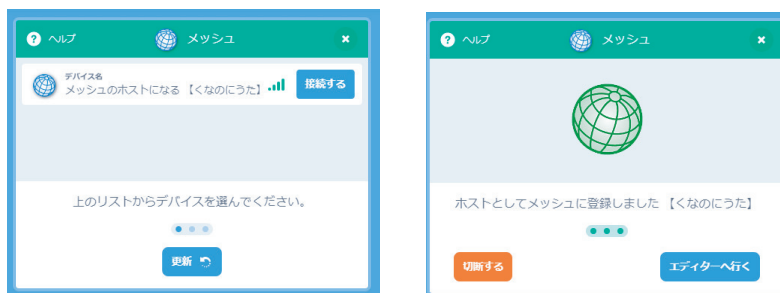 ヘルプ
メッシュ
デバイス名
メッシュのホストになる 【くなのにうた】
接続する
上のリストからデバイスを選んでください。
更新
ヘルプ
メッシュ
ホストとしてメッシュに登録しました 【くなのにうた】
切断する
エディターへ行く